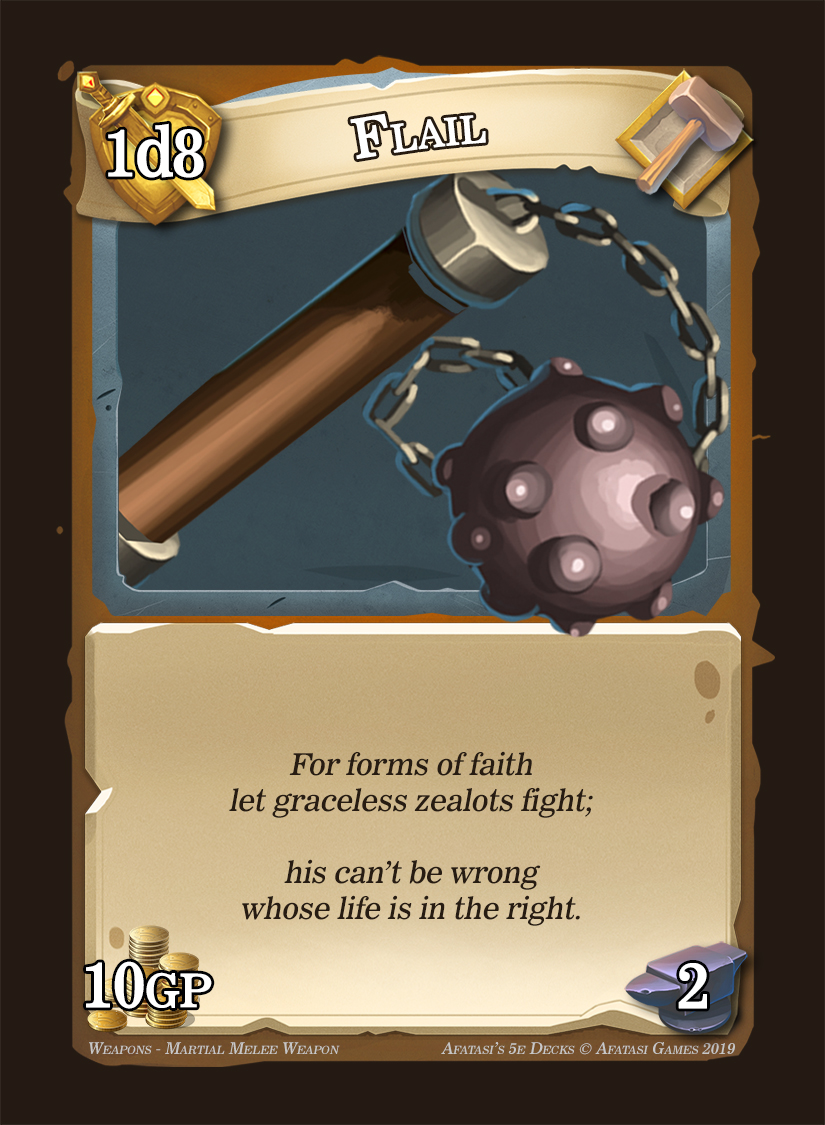 1d8
Flail
For forms of faith
let graceless zealots fight;
his can't be wrong
whose life is in the right.
10GP
2
Weapons - Martial Melee Weapon
Afatasi's 5e Decks © Afatasi Games 2019